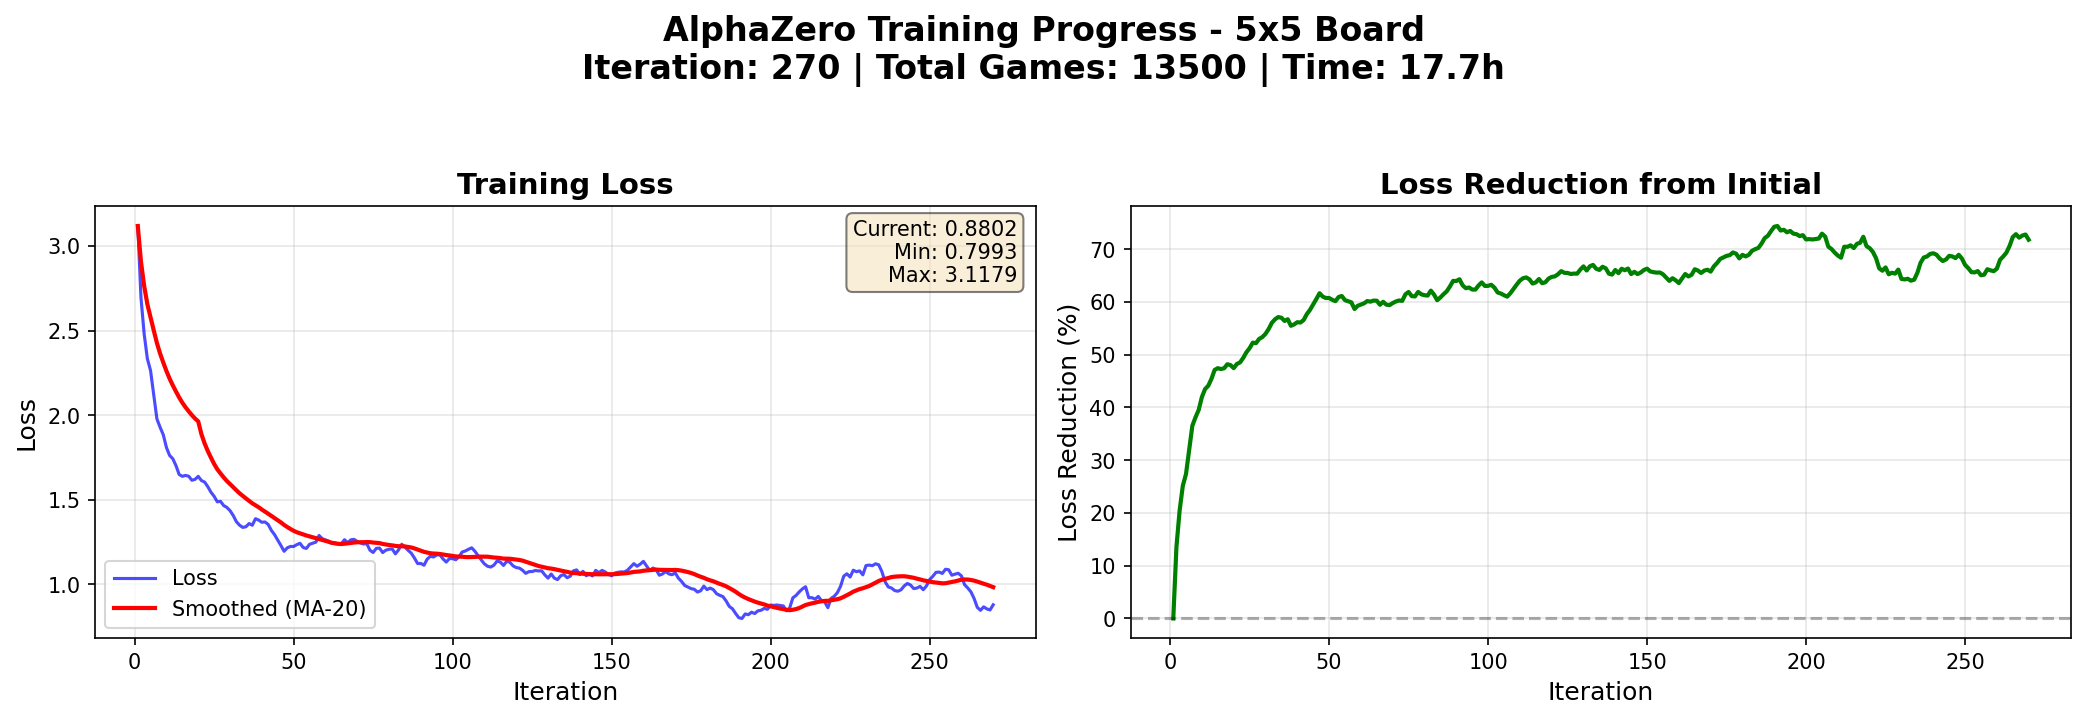 AlphaZero Training Progress - 5x5 Board
Iteration: 270 | Total Games: 13500 | Time: 17.7h
Training Loss
Loss
3.0
2.5
2.0
1.5
1.0
Current: 0.8802
Min: 0.7993
Max: 3.1179
Loss
Smoothed (MA-20)
0
50
100
150
200
250
Iteration
Loss Reduction from Initial
Loss Reduction (%)
70
60
50
40
30
20
10
0
0
50
100
150
200
250
Iteration